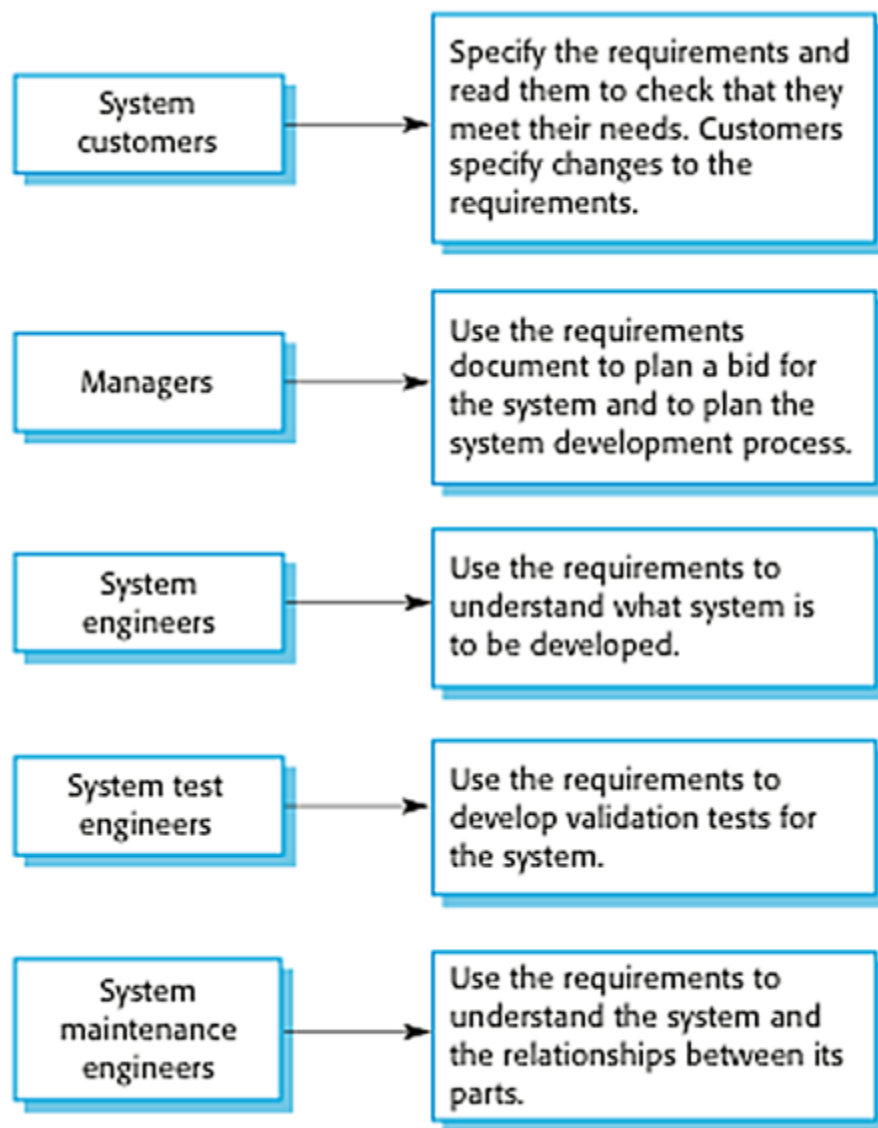 System
customers
Specify the requirements and
read them to check that they
meet their needs. Customers
specify changes to the
requirements.
Managers
Use the requirements
document to plan a bid for
the system and to plan the
system development process.
System
engineers
Use the requirements to
understand what system is
to be developed.
System test
engineers
Use the requirements to
develop validation tests for
the system.
System
maintenance
engineers
Use the requirements to
understand the system and
the relationships between its
parts.